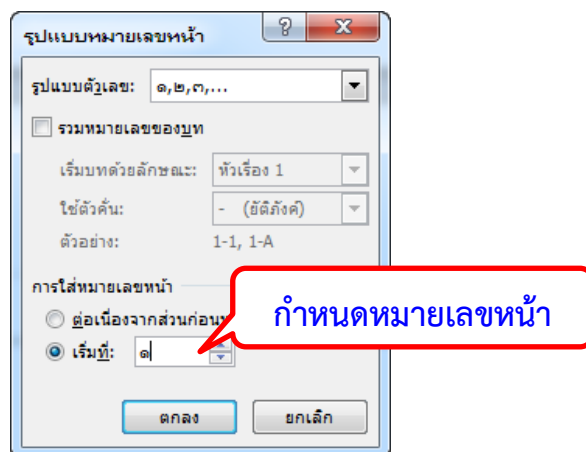 รูปแบบหมายเลขหน้า
รูปแบบตัวเลข: ๑,๒,๓,...
รวมหมายเลขของบท
เริ่มบทด้วยลักษณะ: หัวเรื่อง 1
ใช้ตัวคั่น: - (ยัติภังค์)
ตัวอย่าง: 1-1, 1-A
การใส่หมายเลขหน้า
ต่อเนื่องจากส่วนก่อน
กำหนดหมายเลขหน้า
เริ่มที่: ๑
ตกลง ยกเลิก